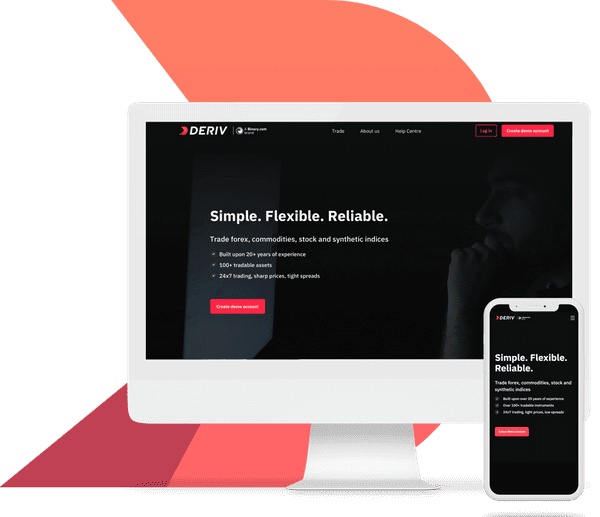 DERIV
A Binary.com
brand
Trade
About us
Help Centre
Log in
Create demo account
Simple. Flexible. Reliable.
Trade forex, commodities, stock and synthetic indices
Built upon 20+ years of experience
100+ tradable assets
24x7 trading, sharp prices, tight spreads
Create demo account
DERIV
Simple. Flexible.
Reliable.
Trade forex, commodities, stock and
synthetic indices
Built upon over 20 years of experience
Over 100+ tradable instruments
24x7 trading, tight prices, low spreads